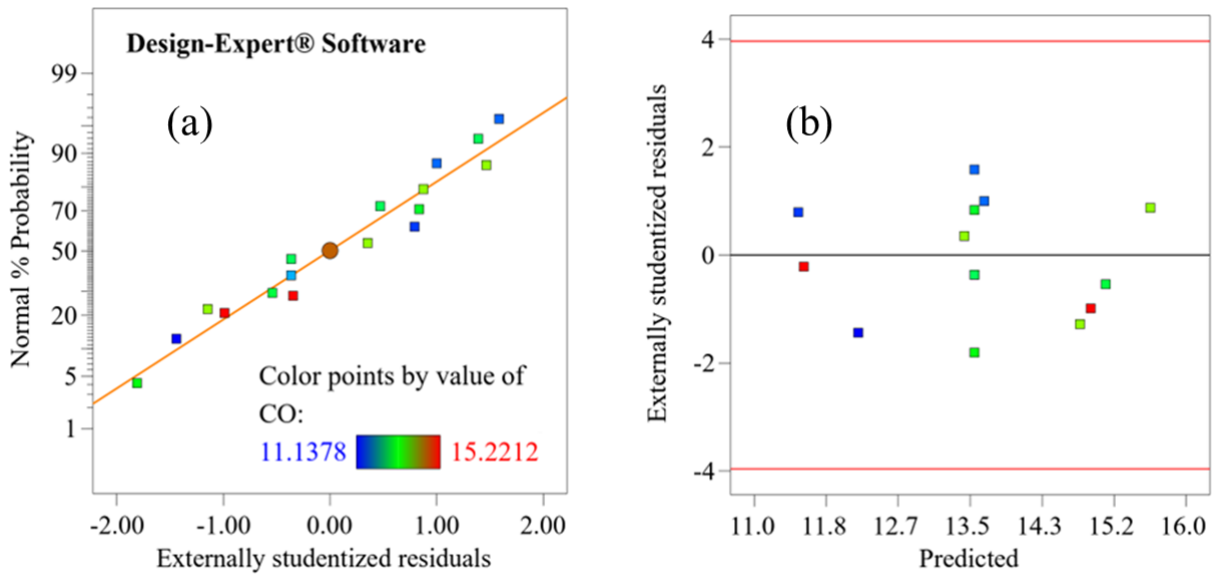 Design-Expert® Software
(a)
99
90
70
50
20
5
1
Normal % Probability
Color points by value of
CO:
11.1378 15.2212
-2.00 -1.00 0.00 1.00 2.00
Externally studentized residuals
(b)
4
2
0
-2
-4
Externally studentized residuals
11.0 11.8 12.7 13.5 14.3 15.2 16.0
Predicted